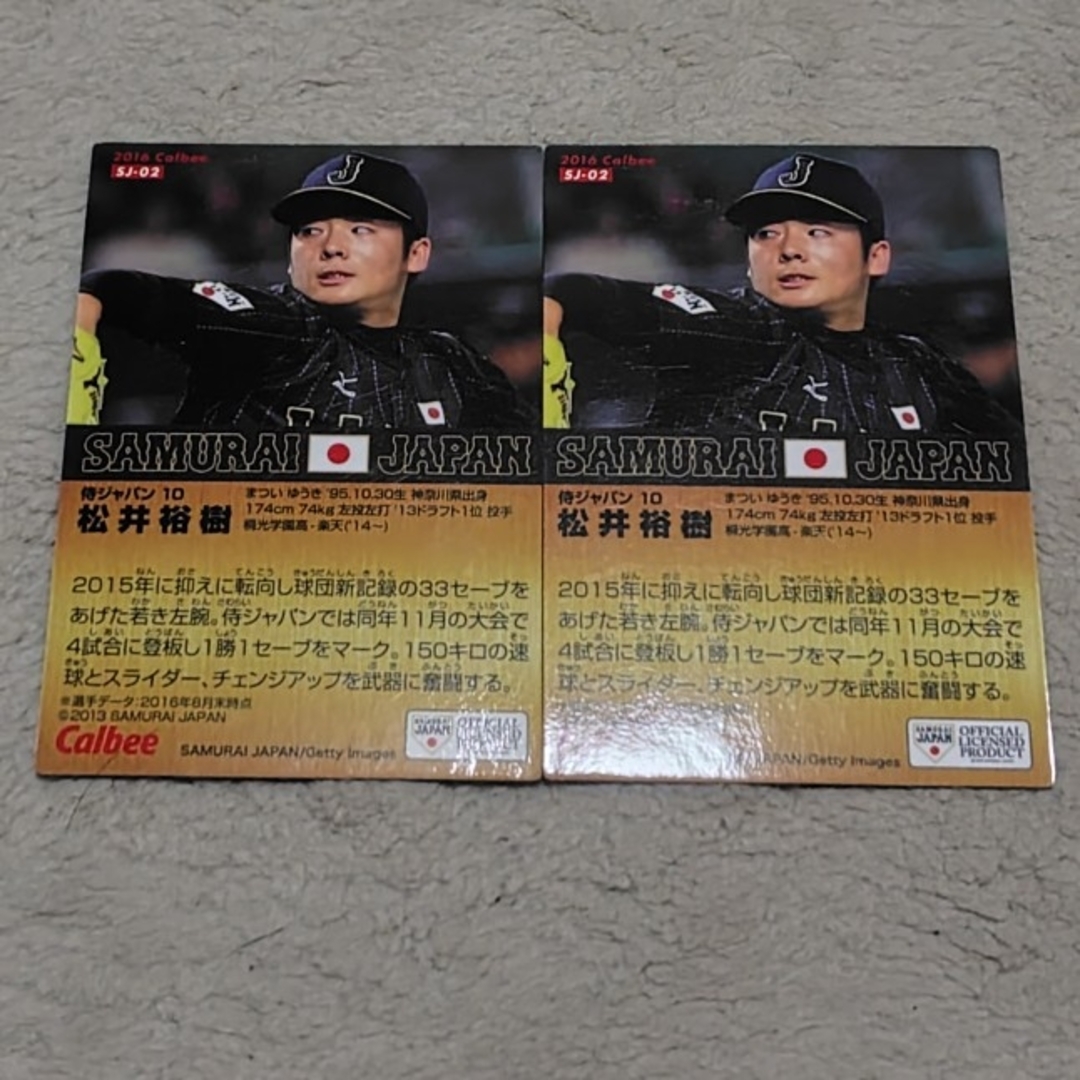 2016 Calbee
SJ-02
J
SAMURAI JAPAN
侍ジャパン 10
松井裕樹
まつい ゆうき '95.10.30生 神奈川県出身
174cm 74kg 左投左打 '13ドラフト1位 投手
桐光学園高-楽天('14〜)
2015年に抑えに転向し球団新記録の33セーブを
あげた若き左腕。侍ジャパンでは同年11月の大会で
4試合に登板し1勝1セーブをマーク。150キロの速
球とスライダー、チェンジアップを武器に奮闘する。
※選手データ:2016年8月末時点
©2013 SAMURAI JAPAN
Calbee
SAMURAI JAPAN/Getty Images
SAMURAI
JAPAN
OFFICIAL
LICENSED
PRODUCT
2016 Calbee
SJ-02
J
SAMURAI JAPAN
侍ジャパン 10
松井裕樹
まつい ゆうき '95.10.30生 神奈川県出身
174cm 74kg 左投左打 '13ドラフト1位 投手
桐光学園高-楽天('14〜)
2015年に抑えに転向し球団新記録の33セーブを
あげた若き左腕。侍ジャパンでは同年11月の大会で
4試合に登板し1勝1セーブをマーク。150キロの速
球とスライダー、チェンジアップを武器に奮闘する。
JAPAN/Getty Images
SAMURAI
JAPAN
OFFICIAL
LICENSED
PRODUCT